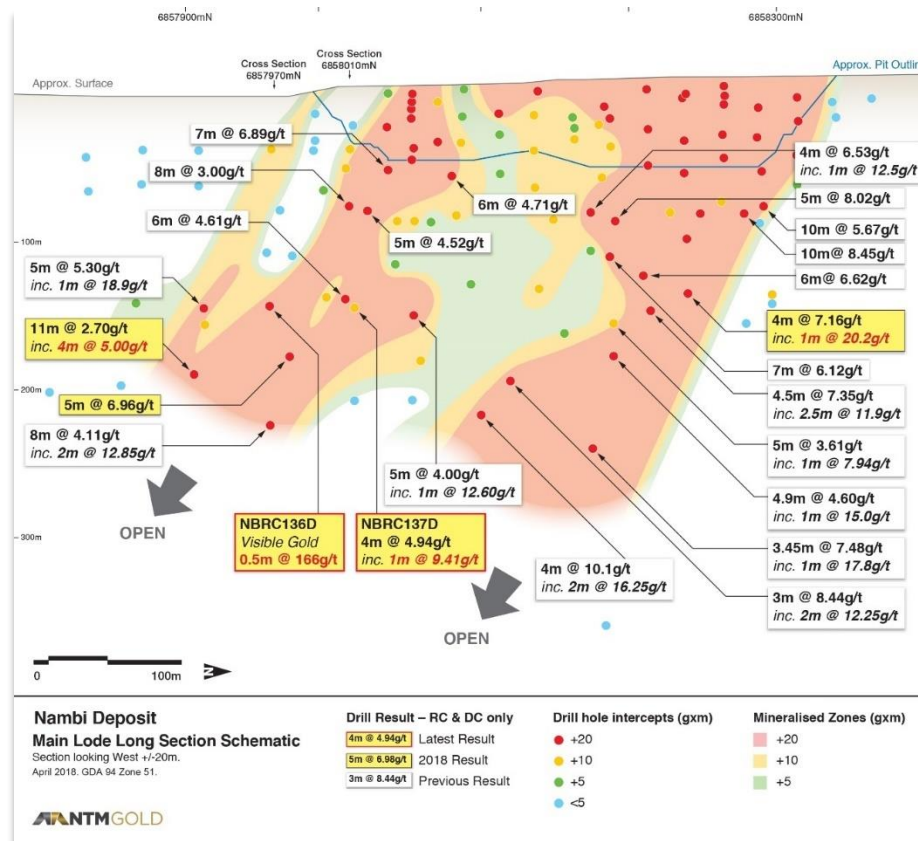 6857900mN
6858300mN
Cross Section
6857970mN
Cross Section
6858010mN
Approx. Surface
Approx. Pit Outlin
7m @ 6.89g/t
8m @ 3.00g/t
6m @ 4.61g/t
5m @ 4.52g/t
6m @ 4.71g/t
4m @ 6.53g/t
inc. 1m @ 12.5g/t
5m @ 8.02g/t
10m @ 5.67g/t
10m@ 8.45g/t
6m@ 6.62g/t
100m
5m @ 5.30g/t
inc. 1m @ 18.9g/t
11m @ 2.70g/t
inc. 4m @ 5.00g/t
4m @ 7.16g/t
inc. 1m @ 20.2g/t
7m @ 6.12g/t
200m
5m @ 6.96g/t
4.5m @ 7.35g/t
inc. 2.5m @ 11.9g/t
8m @ 4.11g/t
inc. 2m @ 12.85g/t
5m @ 3.61g/t
inc. 1m @ 7.94g/t
5m @ 4.00g/t
inc. 1m @ 12.60g/t
4.9m @ 4.60g/t
inc. 1m @ 15.0g/t
OPEN
300m
NBRC136D
Visible Gold
0.5m @ 166g/t
NBRC137D
4m @ 4.94g/t
inc. 1m @ 9.41g/t
3.45m @ 7.48g/t
inc. 1m @ 17.8g/t
4m @ 10.1g/t
inc. 2m @ 16.25g/t
3m @ 8.44g/t
inc. 2m @ 12.25g/t
OPEN
0 100m
N
Nambi Deposit
Main Lode Long Section Schematic
Section looking West +/-20m.
April 2018. GDA 94 Zone 51.
NTMGOLD
Drill Result – RC & DC only
4m @ 4.94g/t Latest Result
5m @ 6.98g/t 2018 Result
3m @ 8.44g/t Previous Result
Drill hole intercepts (gxm)
+20
+10
+5
<5
Mineralised Zones (gxm)
+20
+10
+5